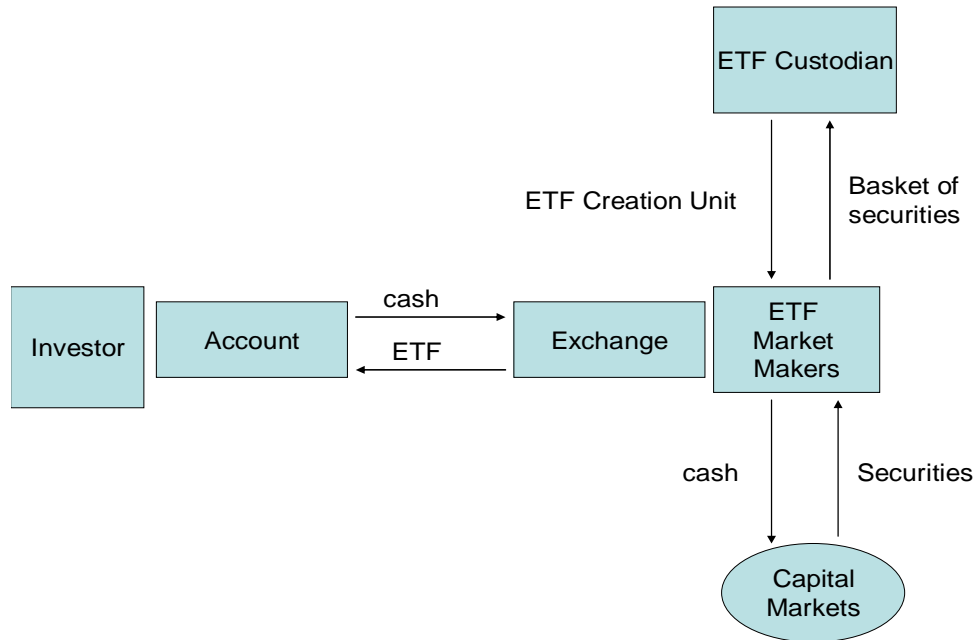 ETF Custodian
ETF Creation Unit
Basket of
securities
Investor
Account
cash
ETF
Exchange
ETF
Market
Makers
cash
Securities
Capital
Markets